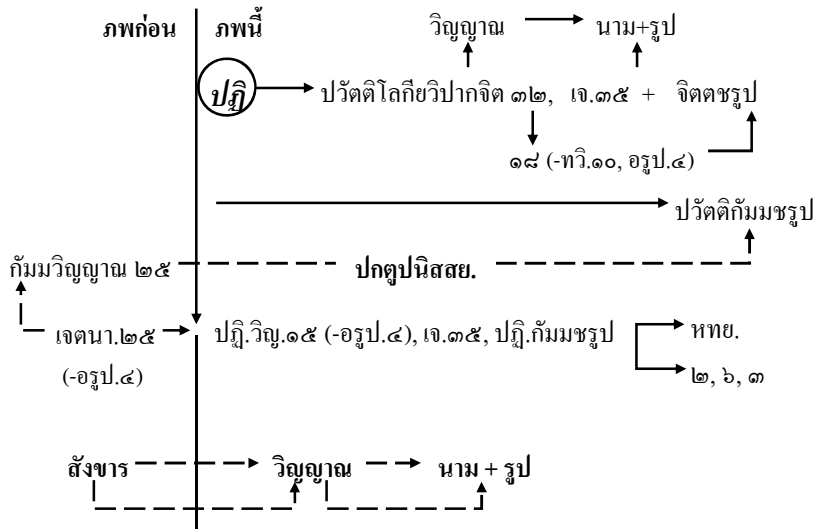 ภพก่อน ภพนี้ วิญญาณ นาม+รูป
ปฏิ ปวัตติโลกียวิปากจิต ๓๒, เจ.๓๕ + จิตตชรูป
๑๘ (-ทวิ.๑๐, อรูป.๔)
ปวัตติกัมมชรูป
กัมมวิญญาณ ๒๕ ปกตูปนิสสย.
เจตนา.๒๕ ปฏิ.วิญ.๑๕ (-อรูป.๔), เจ.๓๕, ปฏิ.กัมมชรูป หทย.
(-อรูป.๔) ๒, ๖, ๓
สังขาร วิญญาณ นาม + รูป